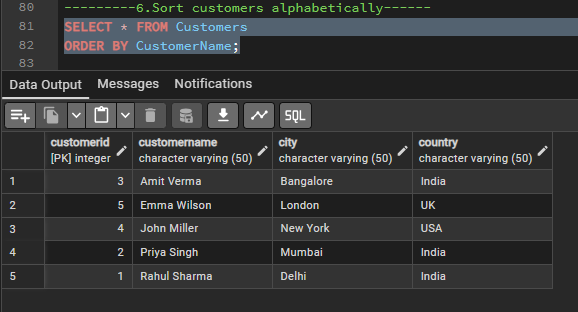 80 ---------6.Sort customers alphabetically------
81 SELECT * FROM Customers
82 ORDER BY CustomerName;
83
Data Output Messages Notifications
SQL
customerid customername city country
[PK] integer character varying (50) character varying (50) character varying (50)
1 3 Amit Verma Bangalore India
2 5 Emma Wilson London UK
3 4 John Miller New York USA
4 2 Priya Singh Mumbai India
5 1 Rahul Sharma Delhi India